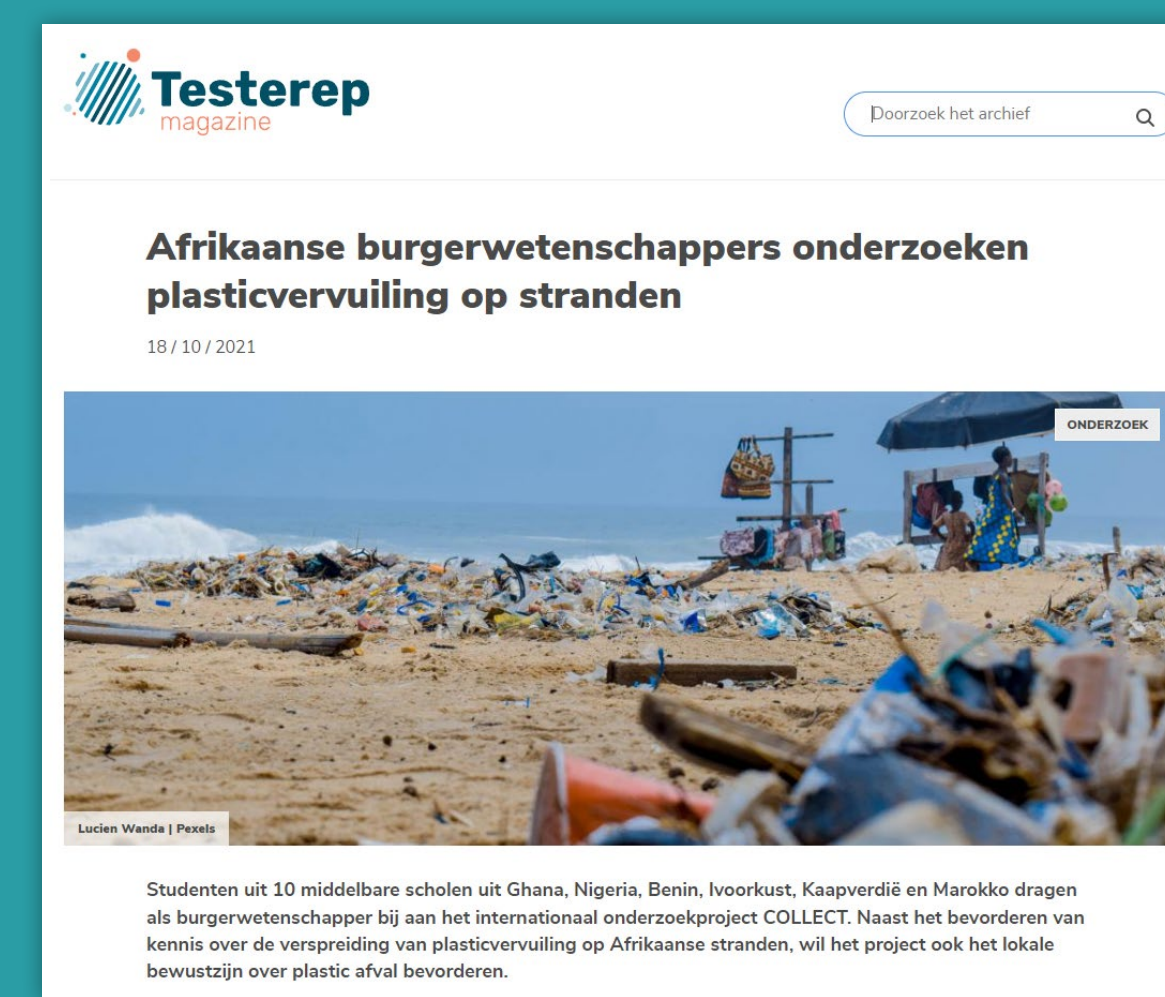 Testerep
magazine
Doorzoek het archief
Afrikaanse burgerwetenschappers onderzoeken
plasticvervuiling op stranden
18 / 10 / 2021
ONDERZOEK
Lucien Wanda | Pexels
Studenten uit 10 middelbare scholen uit Ghana, Nigeria, Benin, Ivoorkust, Kaapverdië en Marokko dragen
als burgerwetenschapper bij aan het internationaal onderzoekproject COLLECT. Naast het bevorderen van
kennis over de verspreiding van plasticvervuiling op Afrikaanse stranden, wil het project ook het lokale
bewustzijn over plastic afval bevorderen.